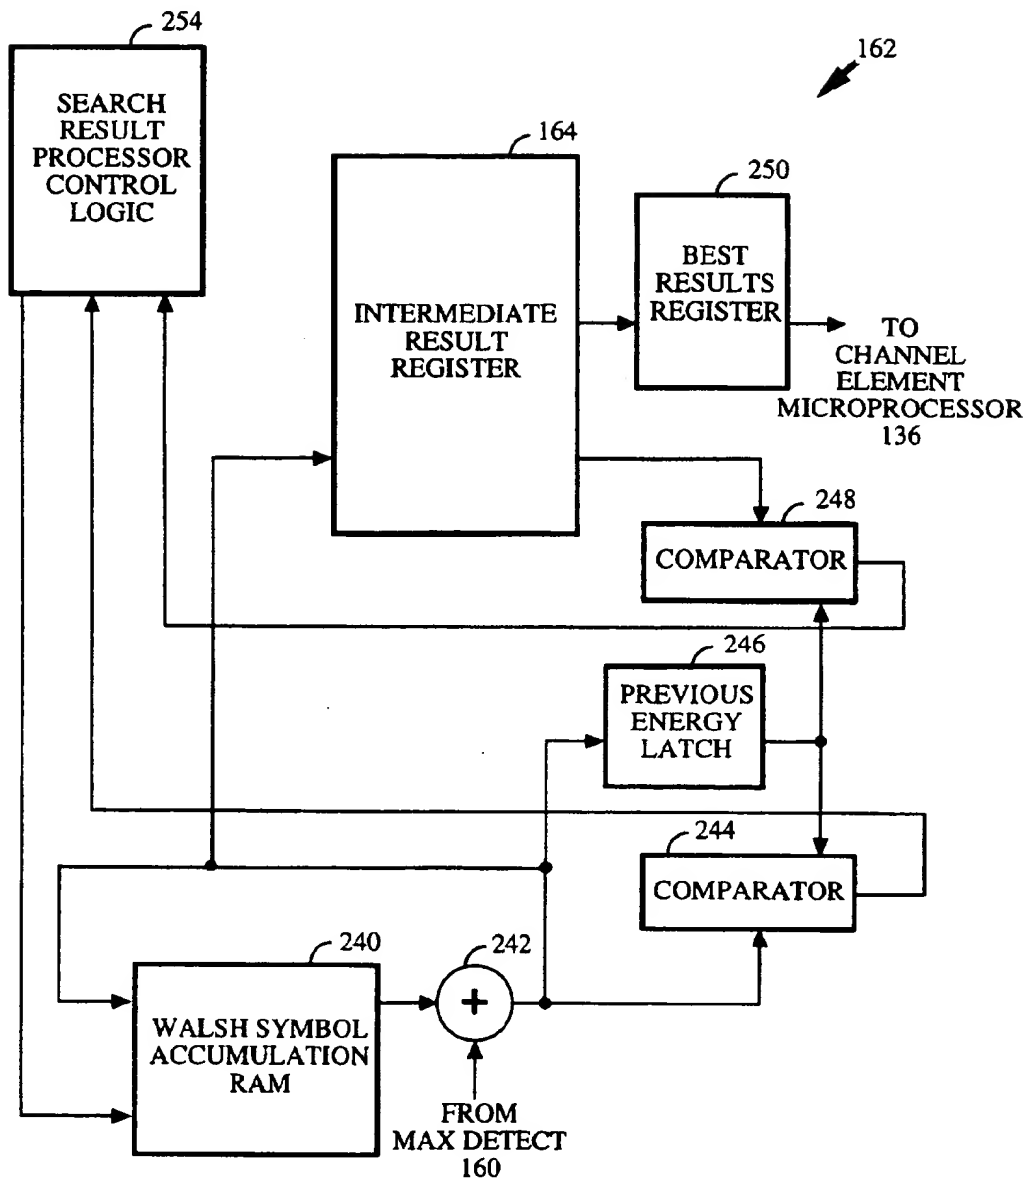 254
SEARCH
RESULT
PROCESSOR
CONTROL
LOGIC
162
164
INTERMEDIATE
RESULT
REGISTER
250
BEST
RESULTS
REGISTER
TO
CHANNEL
ELEMENT
MICROPROCESSOR
136
248
COMPARATOR
246
PREVIOUS
ENERGY
LATCH
244
COMPARATOR
240
WALSH SYMBOL
ACCUMULATION
RAM
242
+
FROM
MAX DETECT
160